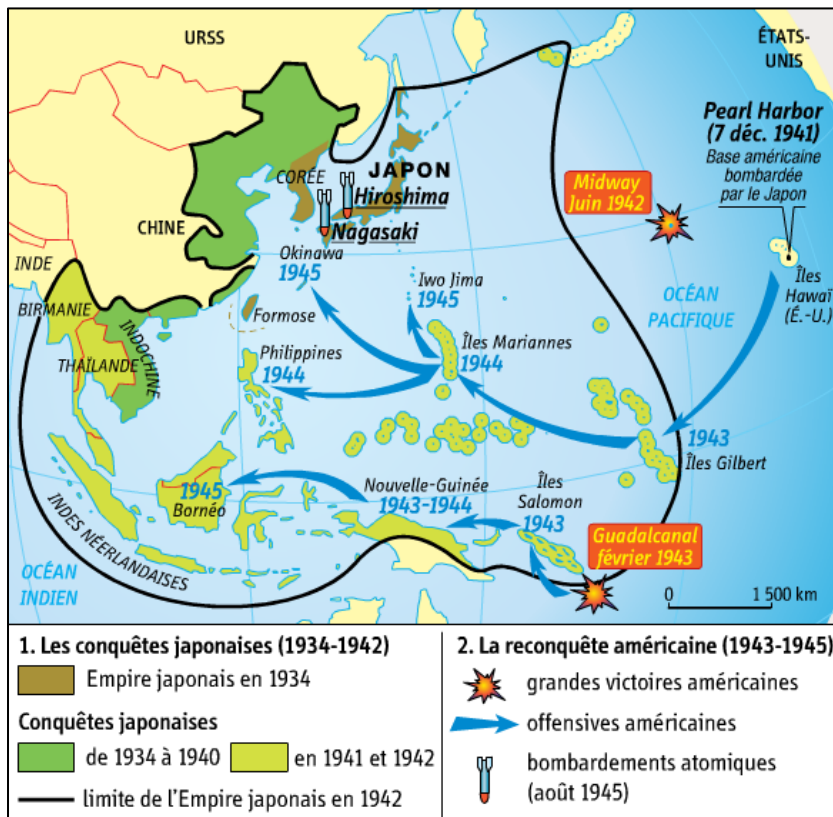 URSS
ÉTATS-
UNIS
Pearl Harbor
(7 déc. 1941)
Base américaine
bombardée
par le Japon
Midway
Juin 1942
CORÉE
JAPON
Hiroshima
Nagasaki
CHINE
Okinawa
1945
Iwo Jima
1945
Îles
Hawaï
(É.-U.)
OCÉAN
PACIFIQUE
INDE
BIRMANIE
Formose
INDOCHINE
THAÏLANDE
Philippines
1944
Îles Mariannes
1944
1943
Îles Gilbert
1945
Bornéo
Nouvelle-Guinée
1943-1944
Îles
Salomon
1943
Guadalcanal
février 1943
INDES NÉERLANDAISES
OCÉAN
INDIEN
0 1 500 km
1. Les conquêtes japonaises (1934-1942)
Empire japonais en 1934
Conquêtes japonaises
de 1934 à 1940 en 1941 et 1942
limite de l'Empire japonais en 1942
2. La reconquête américaine (1943-1945)
grandes victoires américaines
offensives américaines
bombardements atomiques
(août 1945)